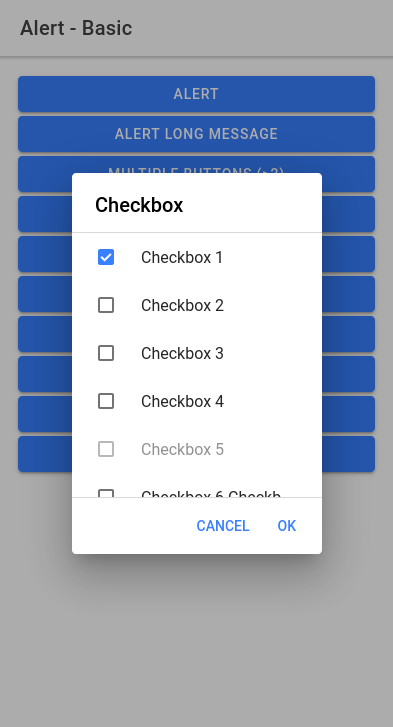 Alert - Basic
ALERT
ALERT LONG MESSAGE
MULTIPLE BUTTONS (>2)
Checkbox
Checkbox 1
Checkbox 2
Checkbox 3
Checkbox 4
Checkbox 5
Checkbox 6 Checkb
CANCEL
OK